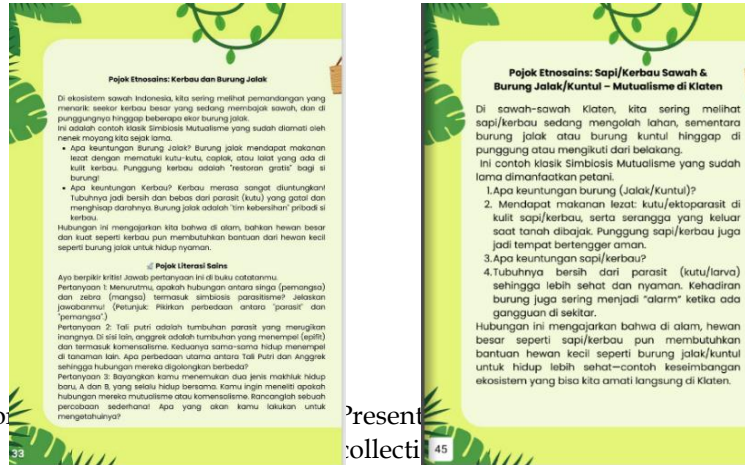 Pojok Etnosains: Kerbau dan Burung Jalak
Di ekosistem sawah Indonesia, kita sering melihat pemandangan yang
menarik: seekor kerbau besar yang sedang membajak sawah, dan di
punggungnya hinggap beberapa ekor burung jalak.
Ini adalah contoh klasik Simbiosis Mutualisme yang sudah diamati oleh
nenek moyang kita sejak lama.
• Apa keuntungan Burung Jalak? Burung jalak mendapat makanan
lezat dengan mematuki kutu-kutu, caplak, atau lalat yang ada di
kulit kerbau. Punggung kerbau adalah "restoran gratis" bagi si
burung!
• Apa keuntungan Kerbau? Kerbau merasa sangat diuntungkan!
Tubuhnya jadi bersih dan bebas dari parasit (kutu) yang gatal dan
menghisap darahnya. Burung jalak adalah "tim kebersihan" pribadi si
kerbau.
Hubungan ini mengajarkan kita bahwa di alam, bahkan hewan besar
dan kuat seperti kerbau pun membutuhkan bantuan dari hewan kecil
seperti burung jalak untuk hidup nyaman.
Pojok Literasi Sains
Ayo berpikir kritis! Jawab pertanyaan ini di buku catatanmu.
Pertanyaan 1: Menurutmu, apakah hubungan antara singa (pemangsa)
dan zebra (mangsa) termasuk simbiosis parasitisme? Jelaskan
jawabanmu! (Petunjuk: Pikirkan perbedaan antara "parasit" dan
"pemangsa".)
Pertanyaan 2: Tali putri adalah tumbuhan parasit yang merugikan
inangnya. Di sisi lain, anggrek adalah tumbuhan yang menempel (epifit)
dan termasuk komensalisme. Keduanya sama-sama hidup menempel
di tanaman lain. Apa perbedaan utama antara Tali Putri dan Anggrek
sehingga hubungan mereka digolongkan berbeda?
Pertanyaan 3: Bayangkan kamu menemukan dua jenis makhluk hidup
baru, A dan B, yang selalu hidup bersama. Kamu ingin meneliti apakah
hubungan mereka mutualisme atau komensalisme. Rancanglah sebuah
percobaan sederhana! Apa yang akan kamu lakukan untuk
mengetahuinya?
33
Present
collecti
Pojok Etnosains: Sapi/Kerbau Sawah &
Burung Jalak/Kuntul – Mutualisme di Klaten
Di sawah-sawah Klaten, kita sering melihat
sapi/kerbau sedang mengolah lahan, sementara
burung jalak atau burung kuntul hinggap di
punggung atau mengikuti dari belakang.
Ini contoh klasik Simbiosis Mutualisme yang sudah
lama dimanfaatkan petani.
1.Apa keuntungan burung (Jalak/Kuntul)?
2. Mendapat makanan lezat: kutu/ektoparasit di
kulit sapi/kerbau, serta serangga yang keluar
saat tanah dibajak. Punggung sapi/kerbau juga
jadi tempat bertengger aman.
3.Apa keuntungan sapi/kerbau?
4.Tubuhnya bersih dari parasit (kutu/larva)
sehingga lebih sehat dan nyaman. Kehadiran
burung juga sering menjadi “alarm” ketika ada
gangguan di sekitar.
Hubungan ini mengajarkan bahwa di alam, hewan
besar seperti sapi/kerbau pun membutuhkan
bantuan hewan kecil seperti burung jalak/kuntul
untuk hidup lebih sehat—contoh keseimbangan
ekosistem yang bisa kita amati langsung di Klaten.
45